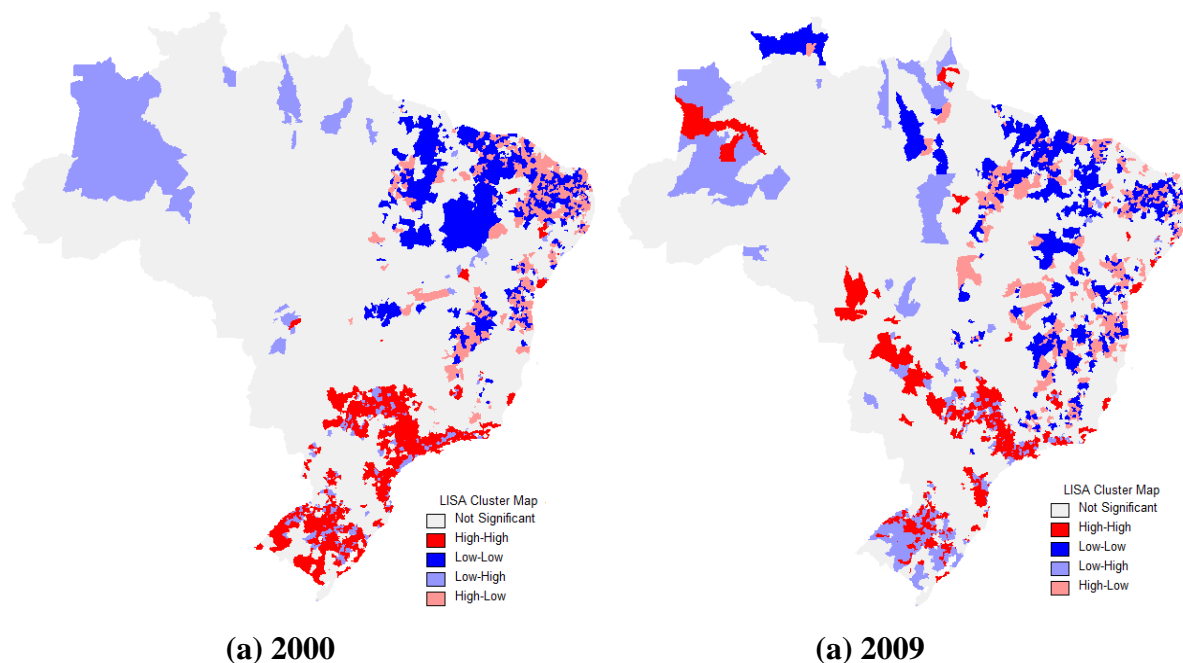 LISA Cluster Map
Not Significant
High-High
Low-Low
Low-High
High-Low
LISA Cluster Map
Not Significant
High-High
Low-Low
Low-High
High-Low
(a) 2000
(a) 2009